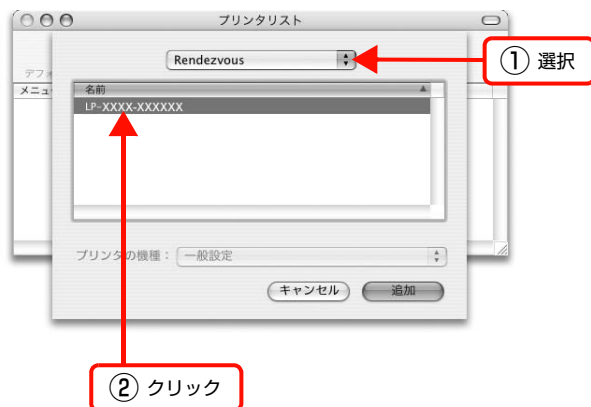 プリンタリスト
Rendezvous
① 選択
デフォ
メニュー
名前
LP-XXXX-XXXXXX
プリンタの機種： 一般設定
キャンセル 追加
② クリック